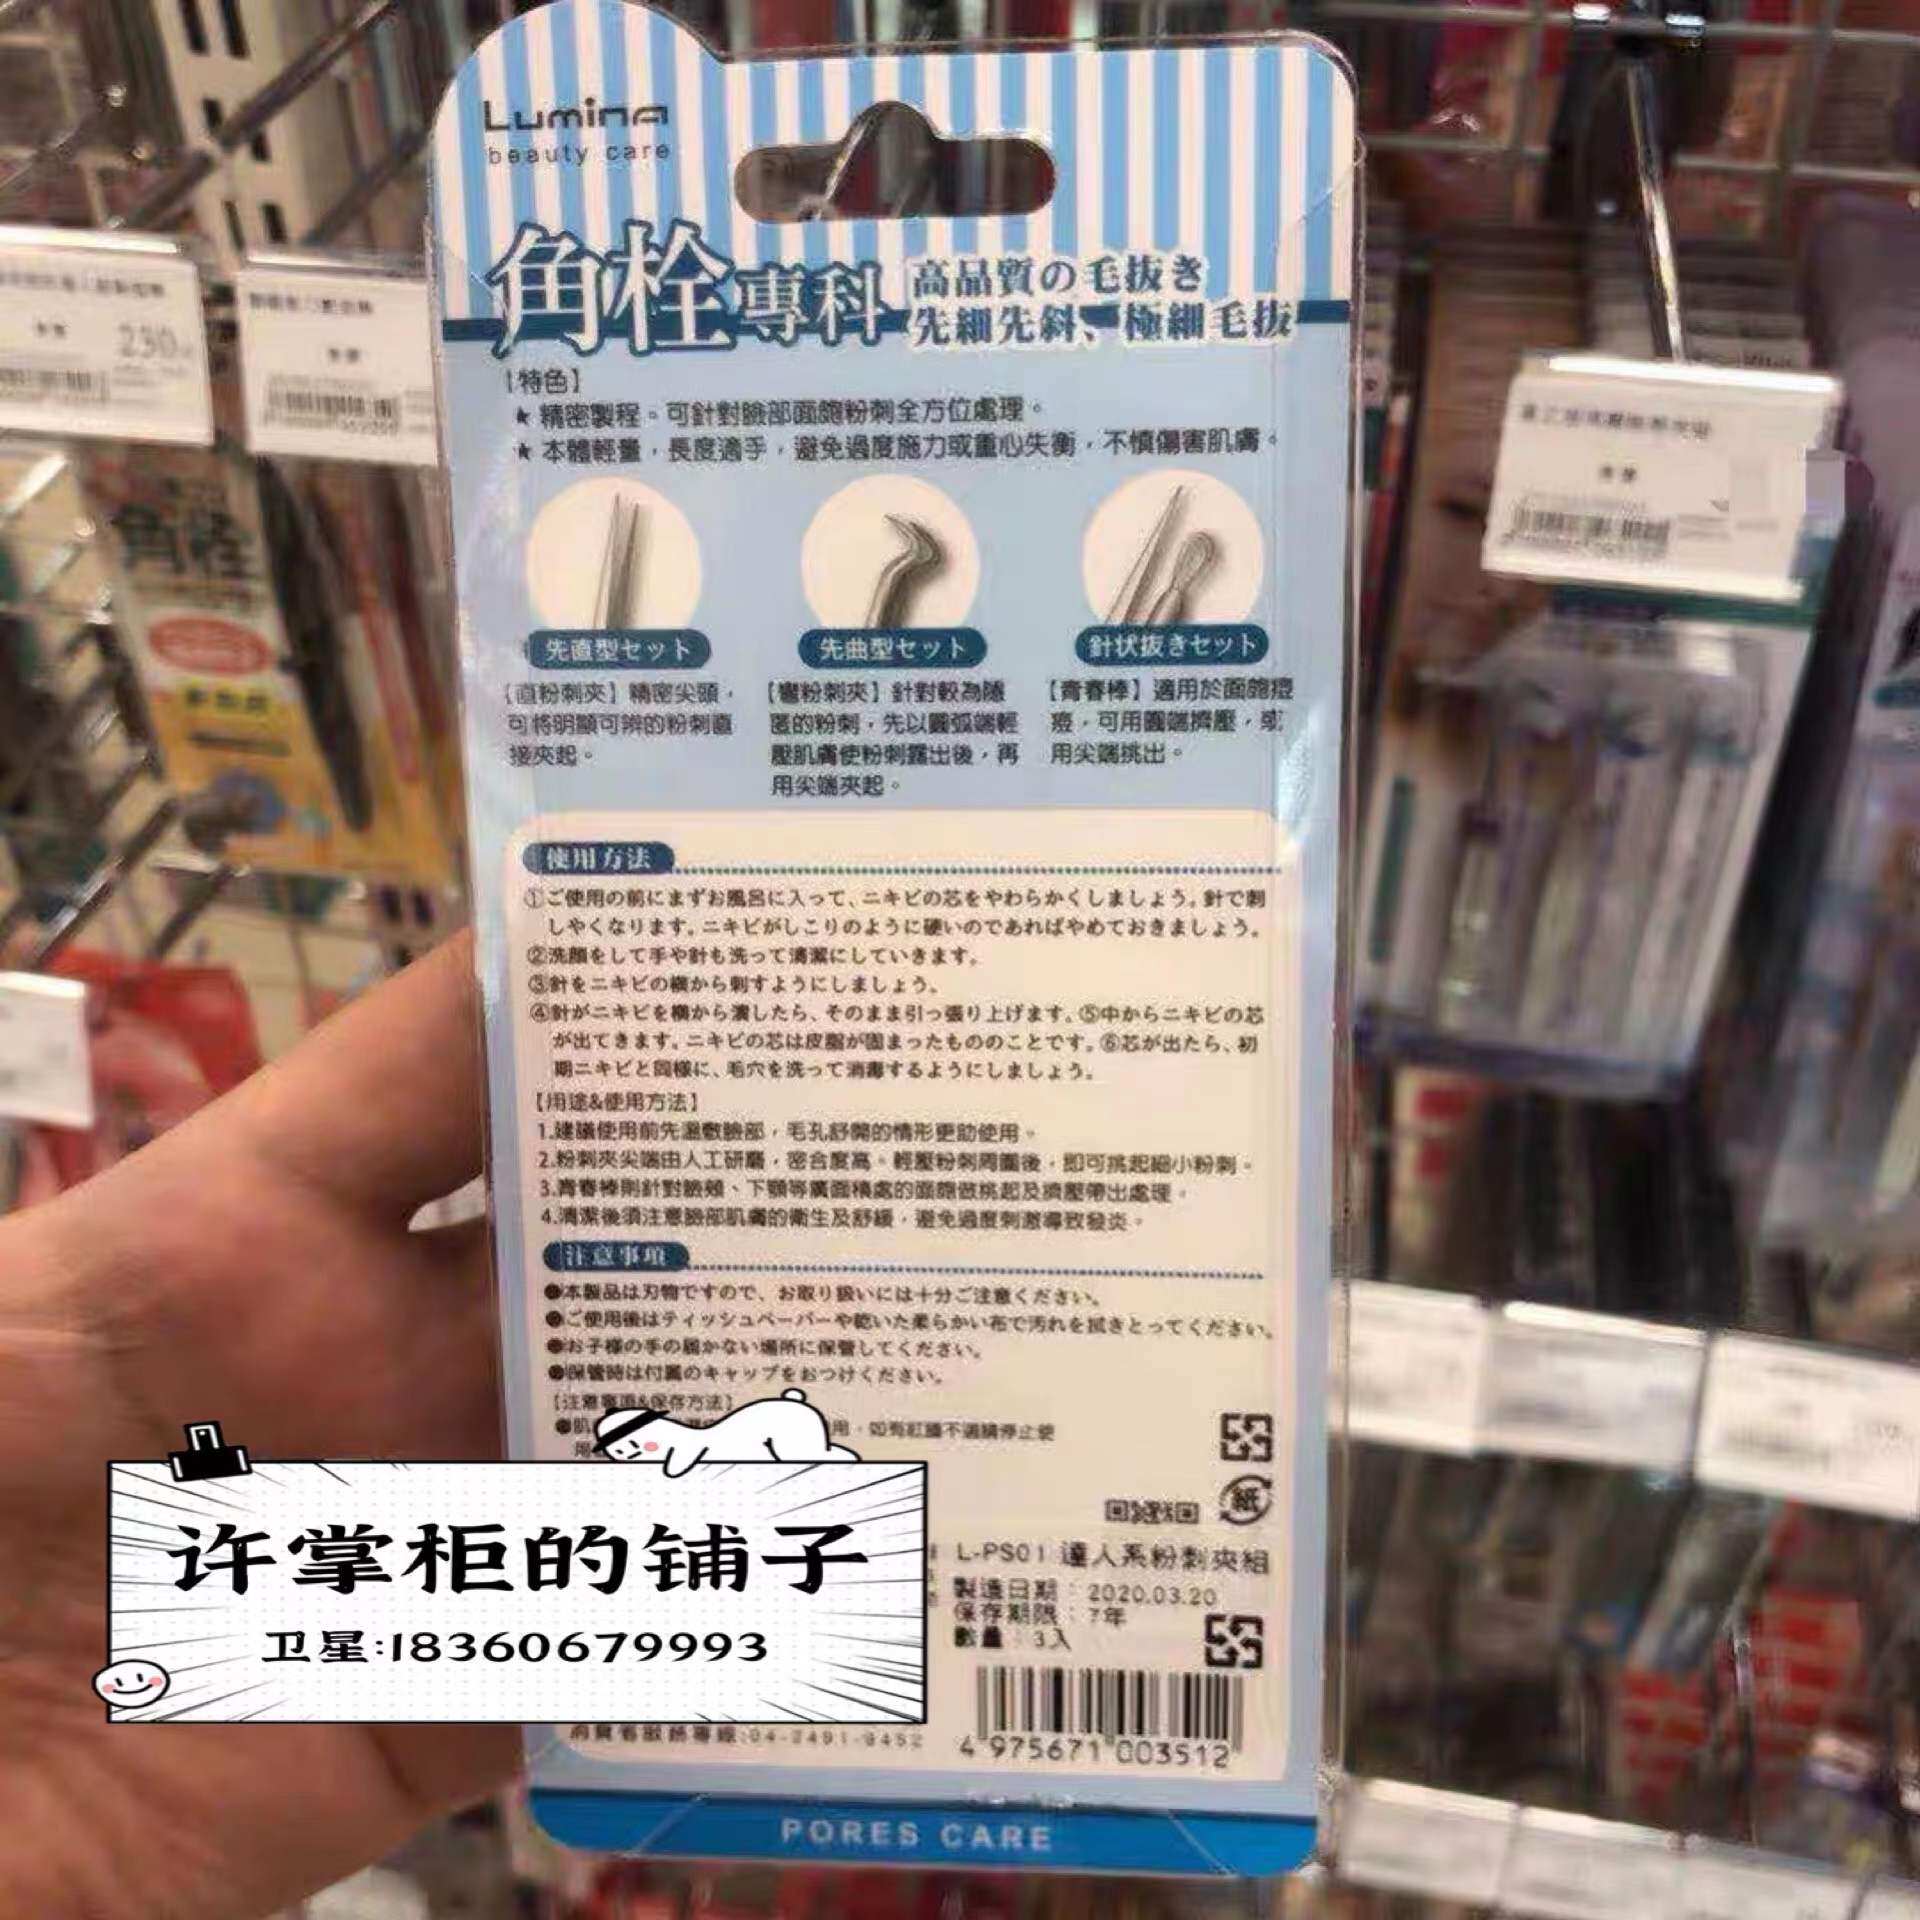 Lumina
beauty care
角栓專科
高品質の毛抜き
先細先斜、極細毛抜
【特色】
★ 精密製程。可針對臉部面皰粉刺全方位處理。
★ 本體輕量，長度適手，避免過度施力或重心失衡，不慎傷害肌膚。
先直型セット
先曲型セット
針状抜きセット
【直粉刺夾】精密尖頭，
可將明顯可辨的粉刺直
接夾起。
【彎粉刺夾】針對較為隱
匿的粉刺，先以圓弧端輕
壓肌膚使粉刺露出後，再
用尖端夾起。
【青春棒】適用於面皰痘
痘，可用圓端擠壓，或
用尖端挑出。
使用方法
①ご使用の前にまずお風呂に入って、ニキビの芯をやわらかくしましょう。針で刺
しやくなります。ニキビがしこりのように硬いのであればやめておきましょう。
②洗顔をして手や針も洗って清潔にしていきます。
③針をニキビの横から刺すようにしましょう。
④針がニキビを横から潰したら、そのまま引っ張り上げます。⑤中からニキビの芯
が出てきます。ニキビの芯は皮脂が固まったもののことです。⑥芯が出たら、初
期ニキビと同様に、毛穴を洗って消毒するようにしましょう。
【用途&使用方法】
1.建議使用前先溫敷臉部，毛孔舒開的情形更助使用。
2.粉刺夾尖端由人工研磨，密合度高。輕壓粉刺周圍後，即可挑起細小粉刺。
3.青春棒則針對臉頰、下顎等廣面積處的面皰做挑起及擠壓帶出處理。
4.清潔後須注意臉部肌膚的衛生及舒緩，避免過度刺激導致發炎。
注意事項
●本製品は刃物ですので、お取り扱いには十分ご注意ください。
●ご使用後はティッシュペーパーや乾いた柔らかい布で汚れを拭きとってください。
●お子様の手の届かない場所に保管してください。
●保管時は付属のキャップをおつけください。
【注意事項&保存方法】
●肌 用，如有紅腫不適請停止使
用
紙
L-PS01 達人系粉刺夾組
製造日期：2020.03.20
保存期限：7年
數量：3入
消費者服務專線:04-2491-9452
4 975671 003512
PORES CARE
许掌柜的铺子
卫星:18360679993
230
角栓